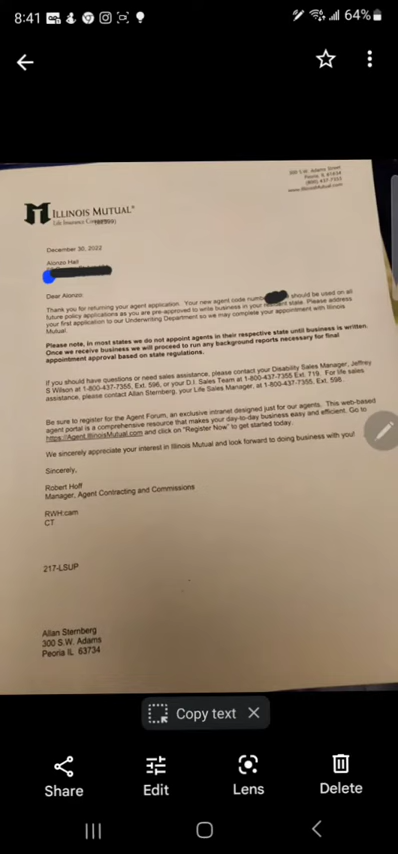 8:41
64%
ILLINOIS MUTUAL®
Life Insurance Company
300 S.W. Adams Street
Peoria, IL 61634
(800) 437-7355
www.IllinoisMutual.com
December 30, 2022
Alonzo Hall
Dear Alonzo:
Thank you for returning your agent application. Your new agent code number should be used on all
future policy applications as you are pre-approved to write business in your resident state. Please address
your first application to our Underwriting Department so we may complete your appointment with Illinois
Mutual.
Please note, in most states we do not appoint agents in their respective state until business is written.
Once we receive business we will proceed to run any background reports necessary for final
appointment approval based on state regulations.
If you should have questions or need sales assistance, please contact your Disability Sales Manager, Jeffrey
S Wilson at 1-800-437-7355, Ext. 596, or your D.I. Sales Team at 1-800-437-7355 Ext. 719. For life sales
assistance, please contact Allan Sternberg, your Life Sales Manager, at 1-800-437-7355, Ext. 598.
Be sure to register for the Agent Forum, an exclusive intranet designed just for our agents. This web-based
agent portal is a comprehensive resource that makes your day-to-day business easy and efficient. Go to
https://Agent.IllinoisMutual.com and click on "Register Now" to get started today.
We sincerely appreciate your interest in Illinois Mutual and look forward to doing business with you!
Sincerely,
Robert Hoff
Manager, Agent Contracting and Commissions
RWH:cam
CT
217-LSUP
Allan Sternberg
300 S.W. Adams
Peoria IL 63734
Copy text
Share
Edit
Lens
Delete